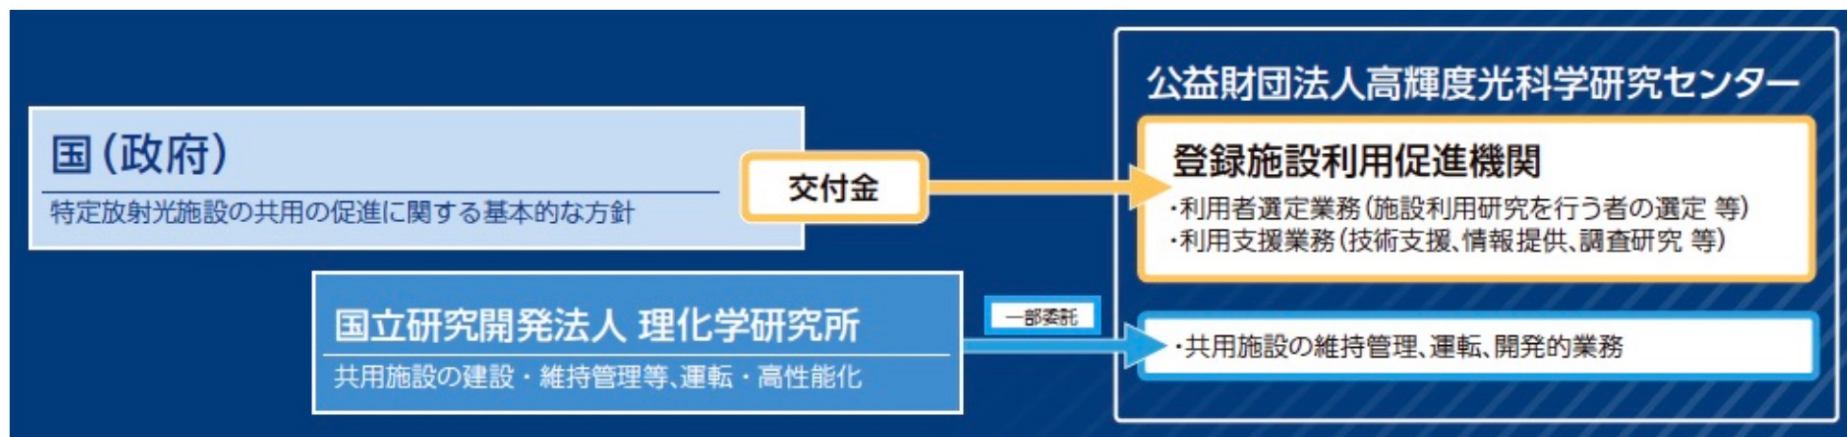 国（政府）
特定放射光施設の共用の促進に関する基本的な方針
交付金
国立研究開発法人 理化学研究所
共用施設の建設・維持管理等、運転・高性能化
一部委託
公益財団法人高輝度光科学研究センター
登録施設利用促進機関
・利用者選定業務（施設利用研究を行う者の選定 等）
・利用支援業務（技術支援、情報提供、調査研究 等）
・共用施設の維持管理、運転、開発的業務